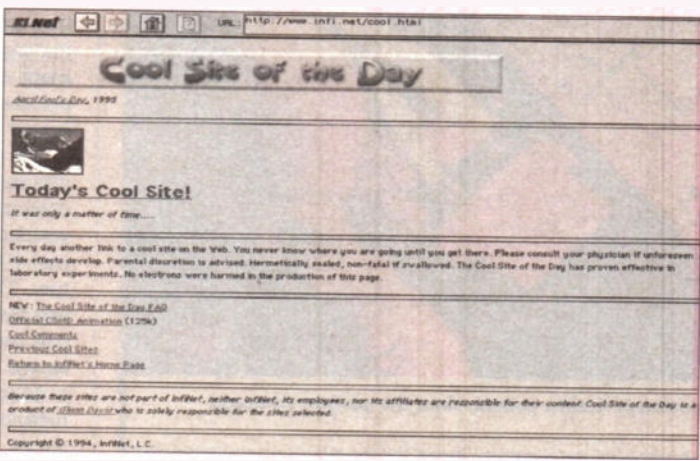 Net URL: http://www.infi.net/cool.html
Cool Site of the Day
April Fool's Day, 1995
Today's Cool Site!
It was only a matter of time.....
Every day another link to a cool site on the Web. You never know where you are going until you get there. Please consult your physician if unforeseen
side effects develop. Parental discretion is advised. Hermetically sealed, non-fatal if swallowed. The Cool Site of the Day has proven effective in
laboratory experiments. No electrons were harmed in the production of this page.
NEW: The Cool Site of the Day FAQ
Official CSotD Animation (125k)
Cool Comments
Previous Cool Sites
Return to InfiNet's Home Page
Because these sites are not part of InfiNet, neither InfiNet, its employees, nor its affiliates are responsible for their content. Cool Site of the Day is a
product of Glenn Davis who is solely responsible for the sites selected.
Copyright © 1994, InfiNet, L.C.